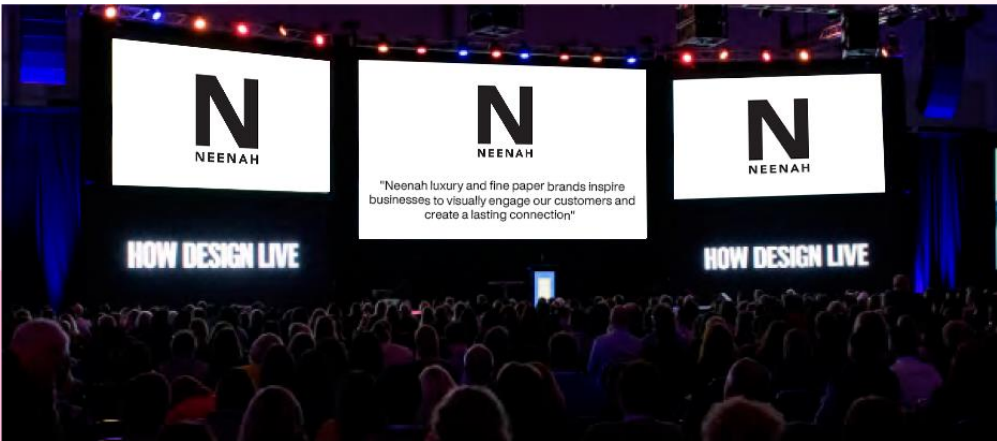 N
NEENAH
N
NEENAH
"Neenah luxury and fine paper brands inspire
businesses to visually engage our customers and
create a lasting connection"
N
NEENAH
HOW DESIGN LIVE
HOW DESIGN LIVE